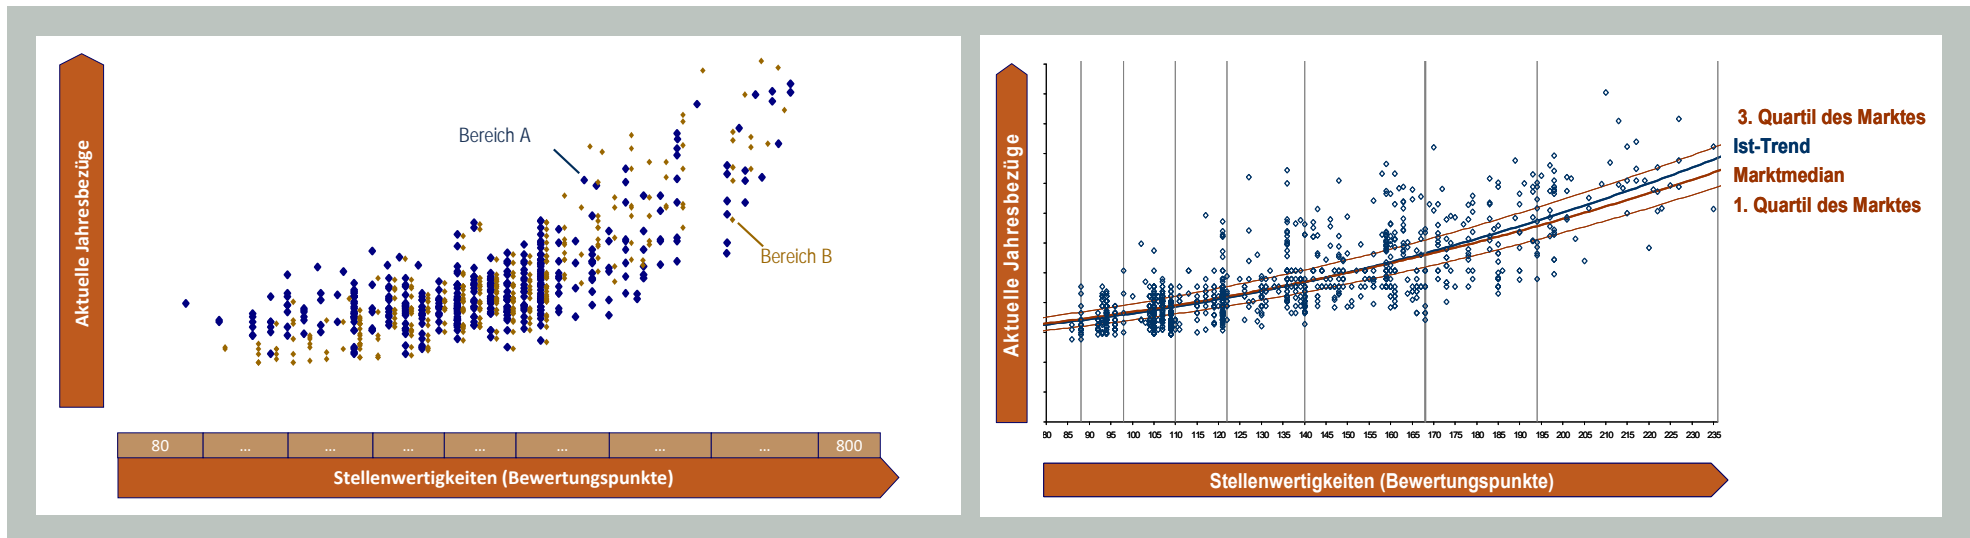 Aktuelle Jahresbezüge
Bereich A
Bereich B
80 ... ... ... ... ... ... ... 800
Stellenwertigkeiten (Bewertungspunkte)
Aktuelle Jahresbezüge
3. Quartil des Marktes
Ist-Trend
Marktmedian
1. Quartil des Marktes
80 85 90 95 100 105 110 115 120 125 130 135 140 145 150 155 160 165 170 175 180 185 190 195 200 205 210 215 220 225 230 235
Stellenwertigkeiten (Bewertungspunkte)